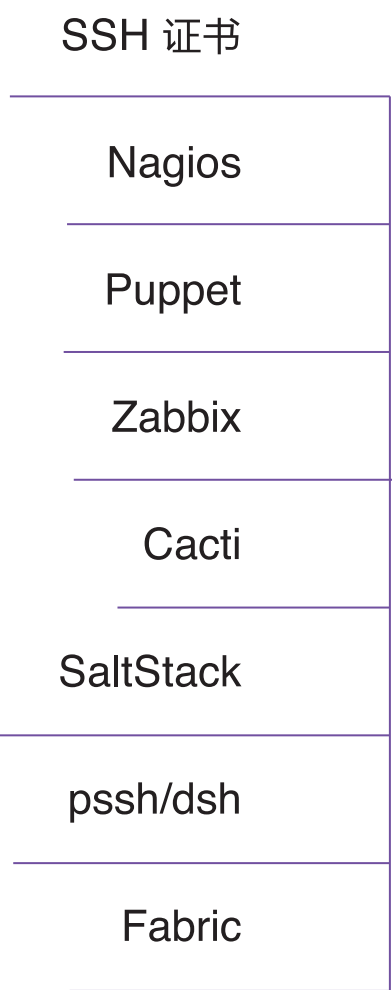 SSH 证书
Nagios
Puppet
Zabbix
Cacti
SaltStack
pssh/dsh
Fabric